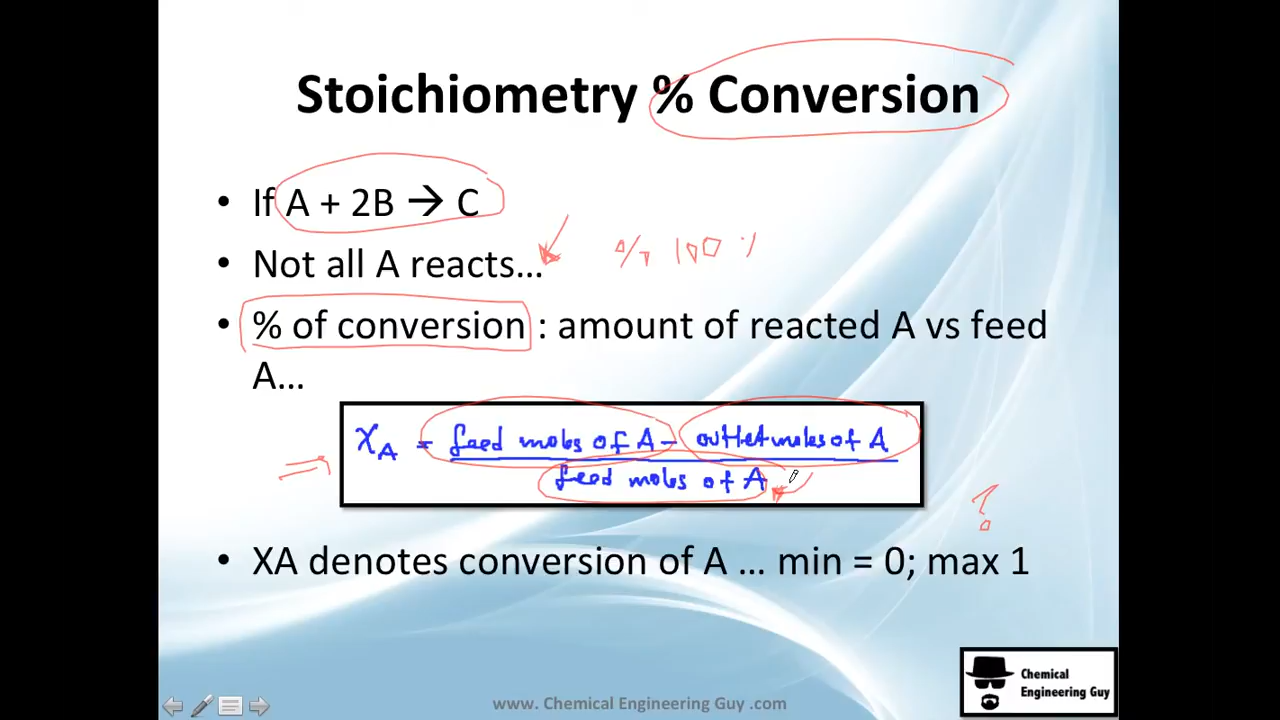 Stoichiometry % Conversion
• If A + 2B → C
• Not all A reacts…
% 100 %
• % of conversion : amount of reacted A vs feed
A…
XA = feed moles of A - outlet moles of A
feed moles of A
?
• XA denotes conversion of A … min = 0; max 1
Chemical
Engineering Guy
www. Chemical Engineering Guy .com